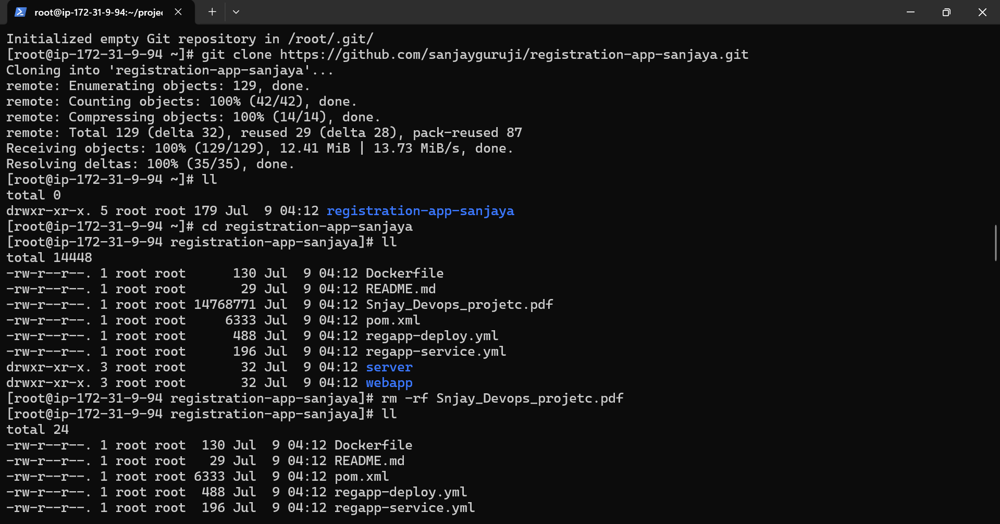 root@ip-172-31-9-94:~/projec
Initialized empty Git repository in /root/.git/
[root@ip-172-31-9-94 ~]# git clone https://github.com/sanjayguruji/registration-app-sanjaya.git
Cloning into 'registration-app-sanjaya'...
remote: Enumerating objects: 129, done.
remote: Counting objects: 100% (42/42), done.
remote: Compressing objects: 100% (14/14), done.
remote: Total 129 (delta 32), reused 29 (delta 28), pack-reused 87
Receiving objects: 100% (129/129), 12.41 MiB | 13.73 MiB/s, done.
Resolving deltas: 100% (35/35), done.
[root@ip-172-31-9-94 ~]# ll
total 0
drwxr-xr-x. 5 root root 179 Jul  9 04:12 registration-app-sanjaya
[root@ip-172-31-9-94 ~]# cd registration-app-sanjaya
[root@ip-172-31-9-94 registration-app-sanjaya]# ll
total 14448
-rw-r--r--. 1 root root      130 Jul  9 04:12 Dockerfile
-rw-r--r--. 1 root root       29 Jul  9 04:12 README.md
-rw-r--r--. 1 root root 14768771 Jul  9 04:12 Snjay_Devops_projetc.pdf
-rw-r--r--. 1 root root     6333 Jul  9 04:12 pom.xml
-rw-r--r--. 1 root root      488 Jul  9 04:12 regapp-deploy.yml
-rw-r--r--. 1 root root      196 Jul  9 04:12 regapp-service.yml
drwxr-xr-x. 3 root root       32 Jul  9 04:12 server
drwxr-xr-x. 3 root root       32 Jul  9 04:12 webapp
[root@ip-172-31-9-94 registration-app-sanjaya]# rm -rf Snjay_Devops_projetc.pdf
[root@ip-172-31-9-94 registration-app-sanjaya]# ll
total 24
-rw-r--r--. 1 root root  130 Jul  9 04:12 Dockerfile
-rw-r--r--. 1 root root   29 Jul  9 04:12 README.md
-rw-r--r--. 1 root root 6333 Jul  9 04:12 pom.xml
-rw-r--r--. 1 root root  488 Jul  9 04:12 regapp-deploy.yml
-rw-r--r--. 1 root root  196 Jul  9 04:12 regapp-service.yml